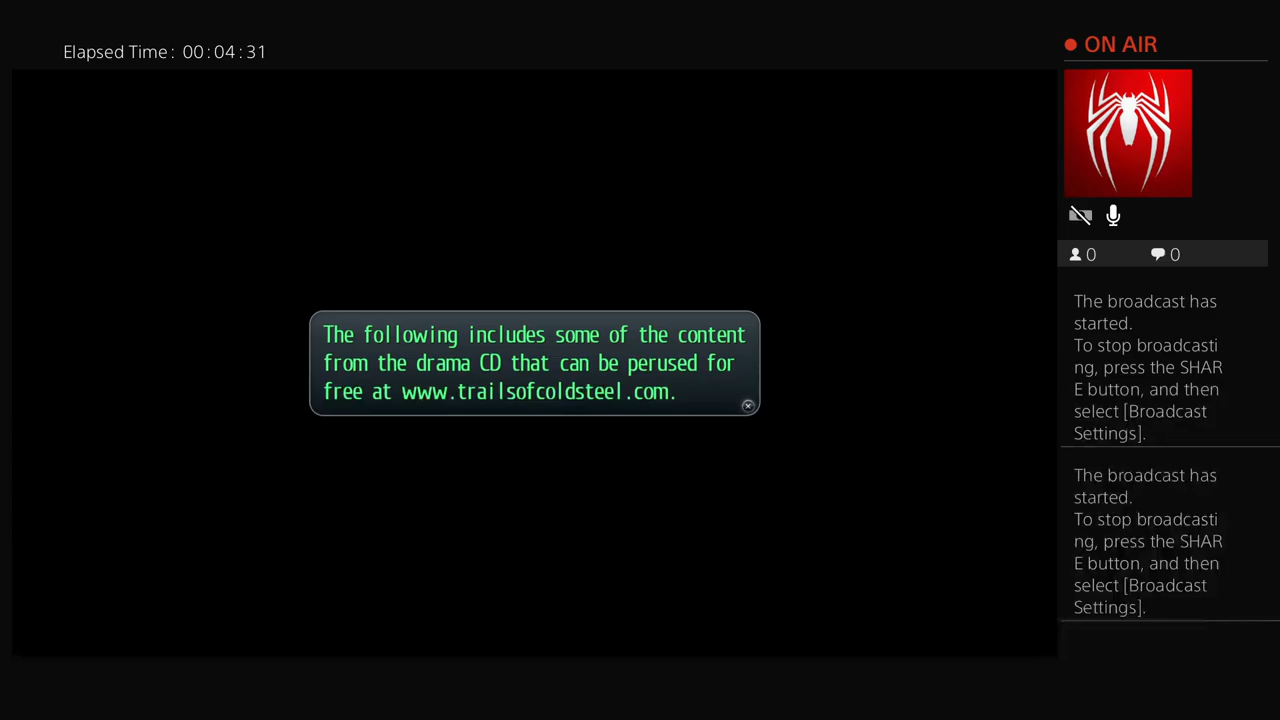 Elapsed Time: 00:04:31
ON AIR
0
0
The following includes some of the content
from the drama CD that can be perused for
free at www.trailsofcoldsteel.com.
The broadcast has
started.
To stop broadcasti
ng, press the SHAR
E button, and then
select [Broadcast
Settings].
The broadcast has
started.
To stop broadcasti
ng, press the SHAR
E button, and then
select [Broadcast
Settings].